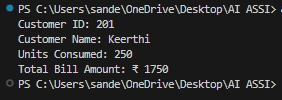 PS C:\Users\sande\OneDrive\Desktop\AI ASSI>
Customer ID: 201
Customer Name: Keerthi
Units Consumed: 250
Total Bill Amount: ₹ 1750
PS C:\Users\sande\OneDrive\Desktop\AI ASSI>